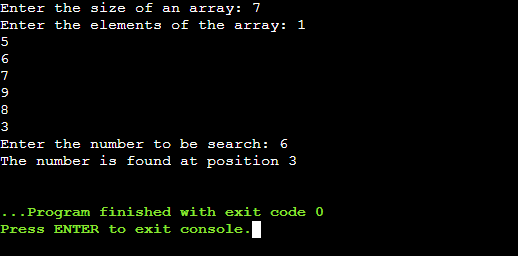 Enter the size of an array: 7
Enter the elements of the array: 1
5
6
7
9
8
3
Enter the number to be search: 6
The number is found at position 3
...Program finished with exit code 0
Press ENTER to exit console.